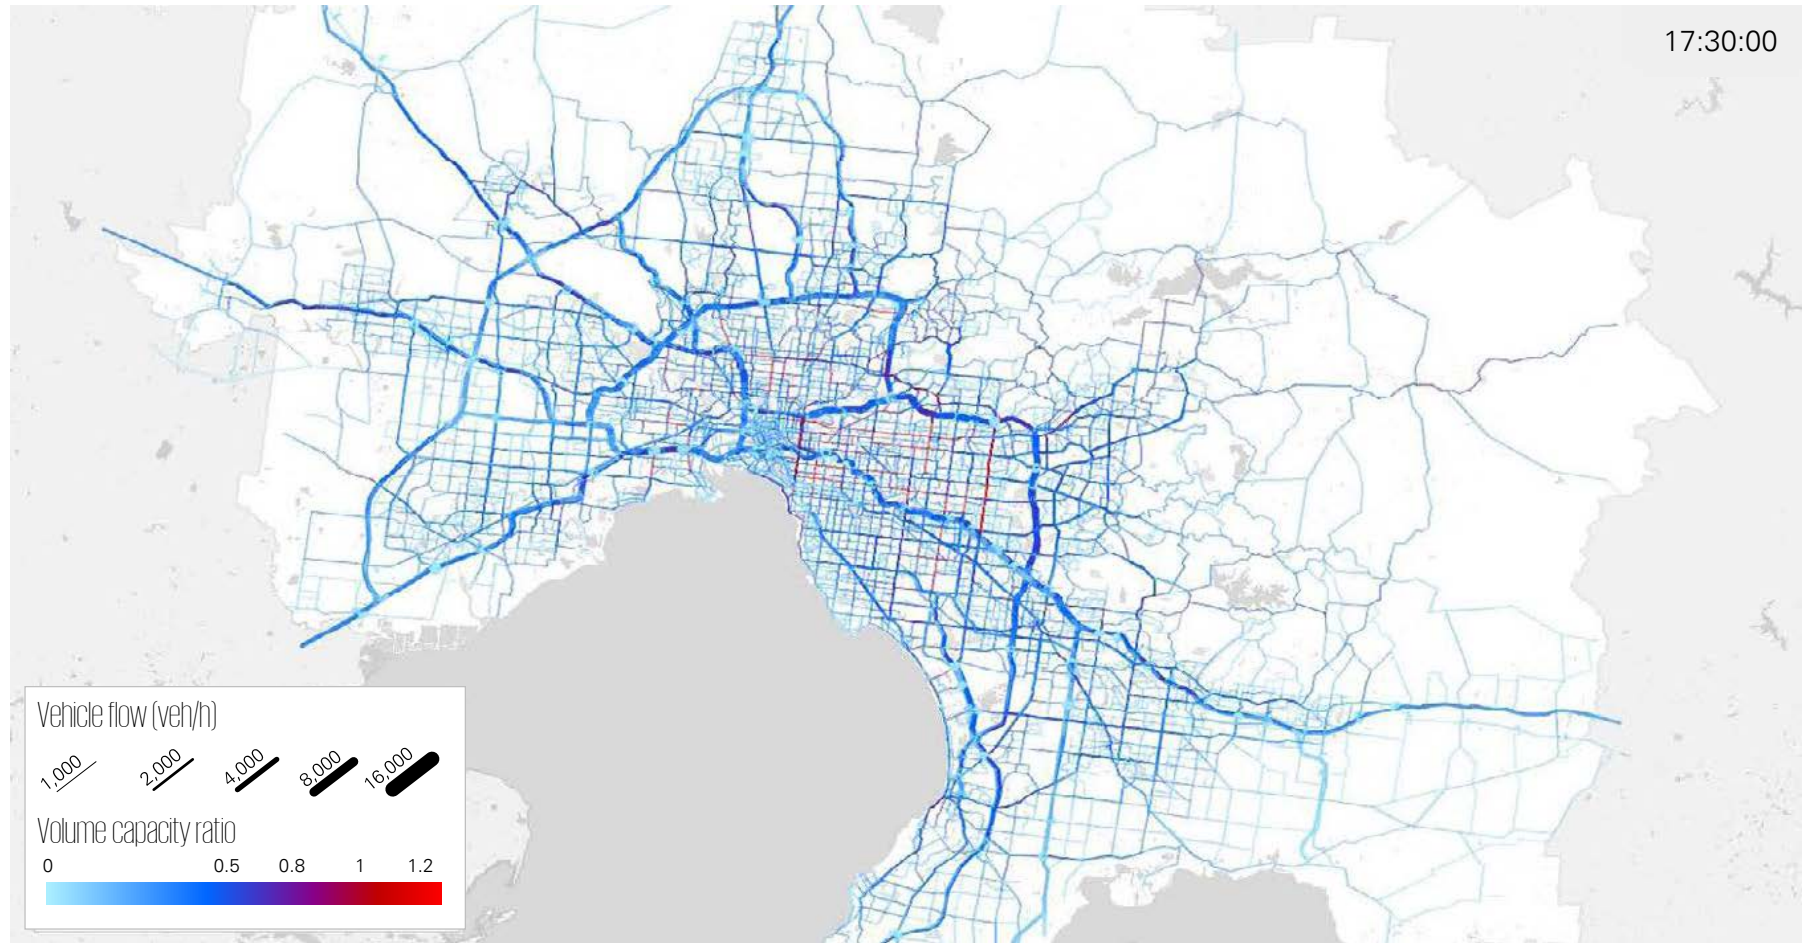 17:30:00
Vehicle flow (veh/h)
1,000 2,000 4,000 8,000 16,000
Volume capacity ratio
0 0.5 0.8 1 1.2